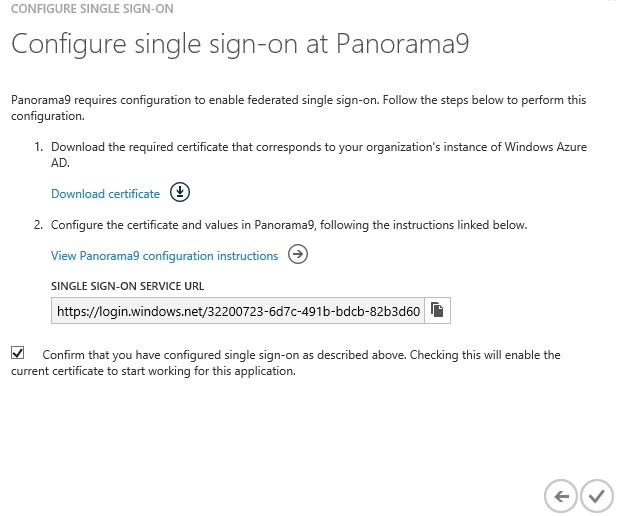 CONFIGURE SINGLE SIGN-ON
Configure single sign-on at Panorama9
Panorama9 requires configuration to enable federated single sign-on. Follow the steps below to perform this
configuration.
1. Download the required certificate that corresponds to your organization's instance of Windows Azure
AD.
Download certificate
2. Configure the certificate and values in Panorama9, following the instructions linked below.
View Panorama9 configuration instructions
SINGLE SIGN-ON SERVICE URL
https://login.windows.net/32200723-6d7c-491b-bdcb-82b3d60
Confirm that you have configured single sign-on as described above. Checking this will enable the
current certificate to start working for this application.